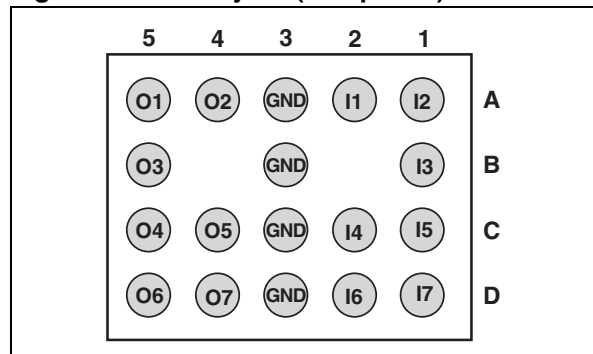 5 4 3 2 1
O1 O2 GND I1 I2 A
O3 GND I3 B
O4 O5 GND I4 I5 C
O6 O7 GND I6 I7 D